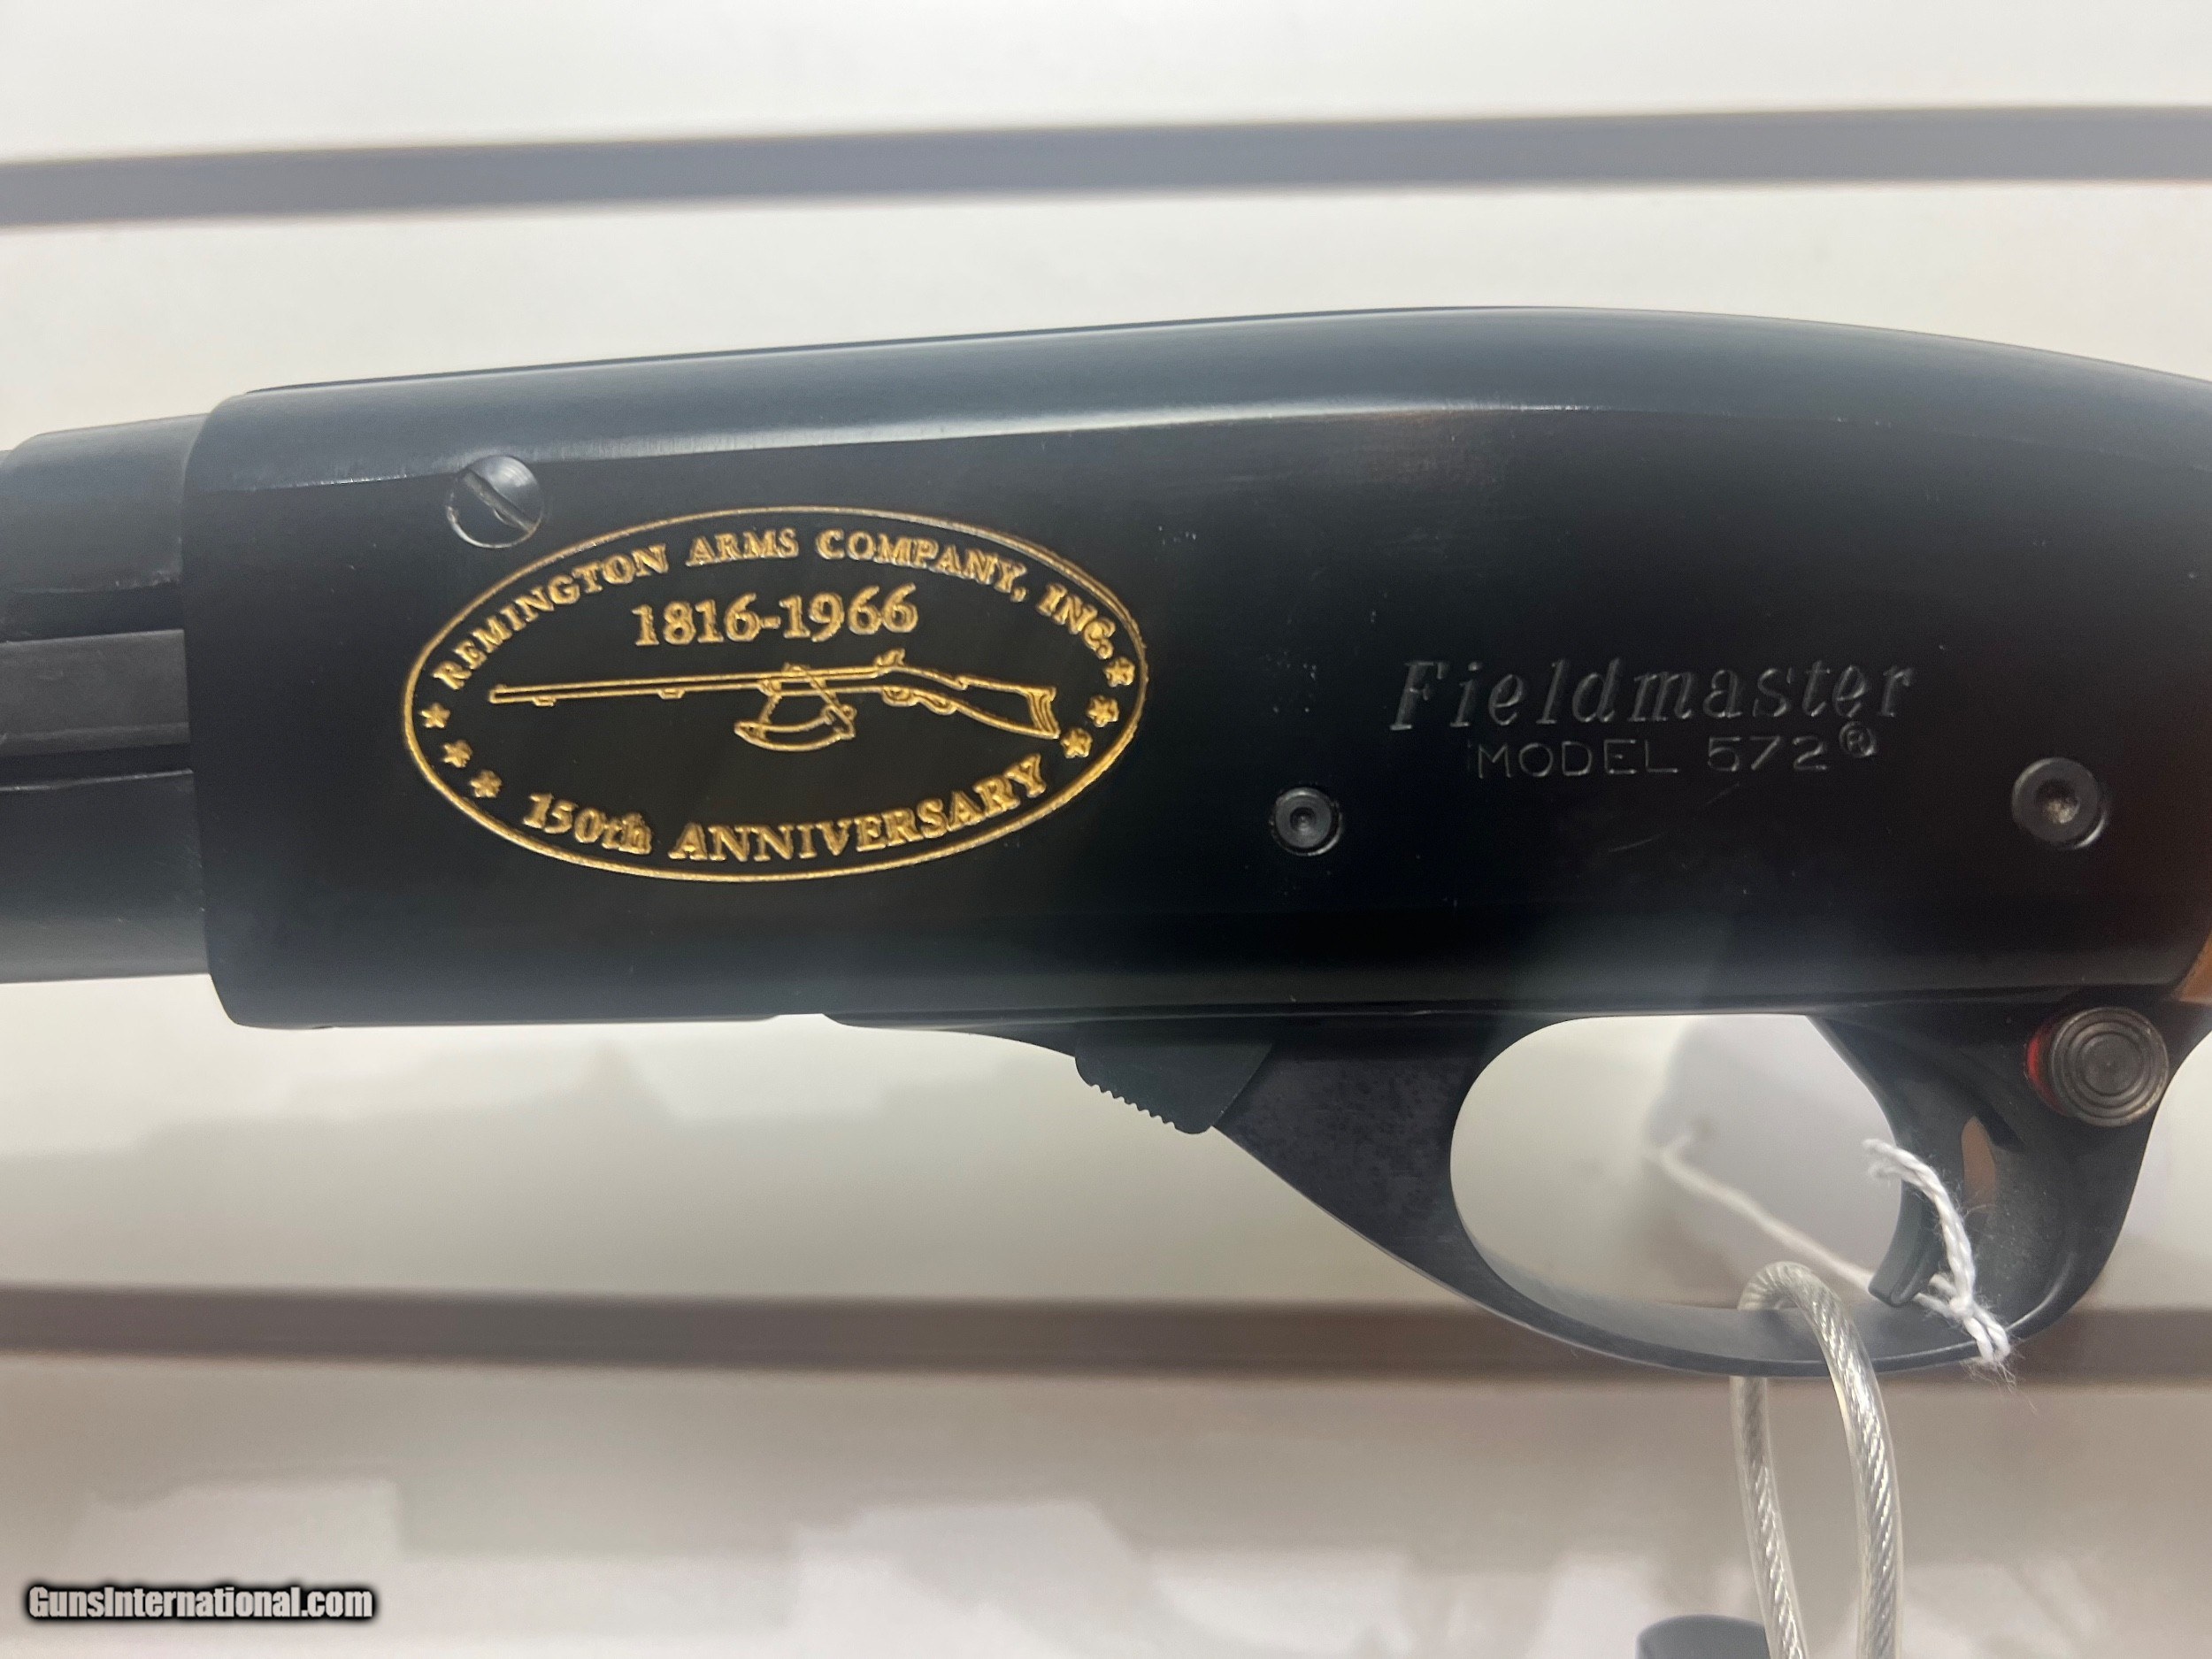 REMINGTON ARMS COMPANY, INC.
1816-1966
150th ANNIVERSARY
Fieldmaster
MODEL 572®
GunsInternational.com